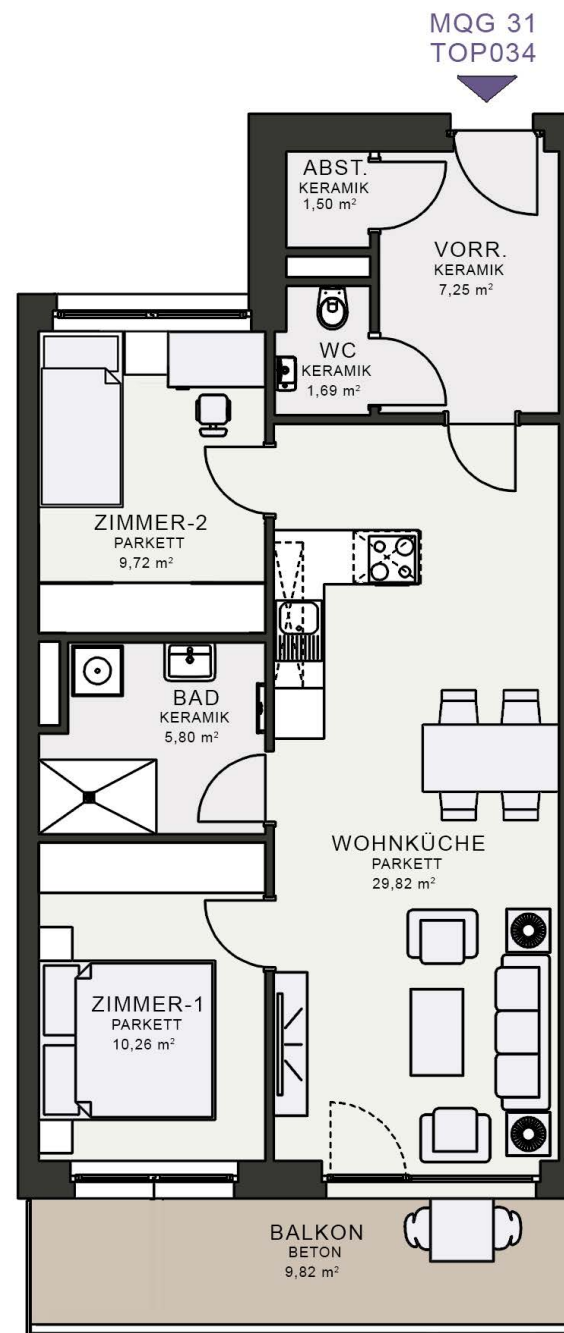 MQG 31
TOP034
ABST.
KERAMIK
1,50 m²
VORR.
KERAMIK
7,25 m²
WC
KERAMIK
1,69 m²
ZIMMER-2
PARKETT
9,72 m²
BAD
KERAMIK
5,80 m²
WOHNKÜCHE
PARKETT
29,82 m²
ZIMMER-1
PARKETT
10,26 m²
BALKON
BETON
9,82 m²